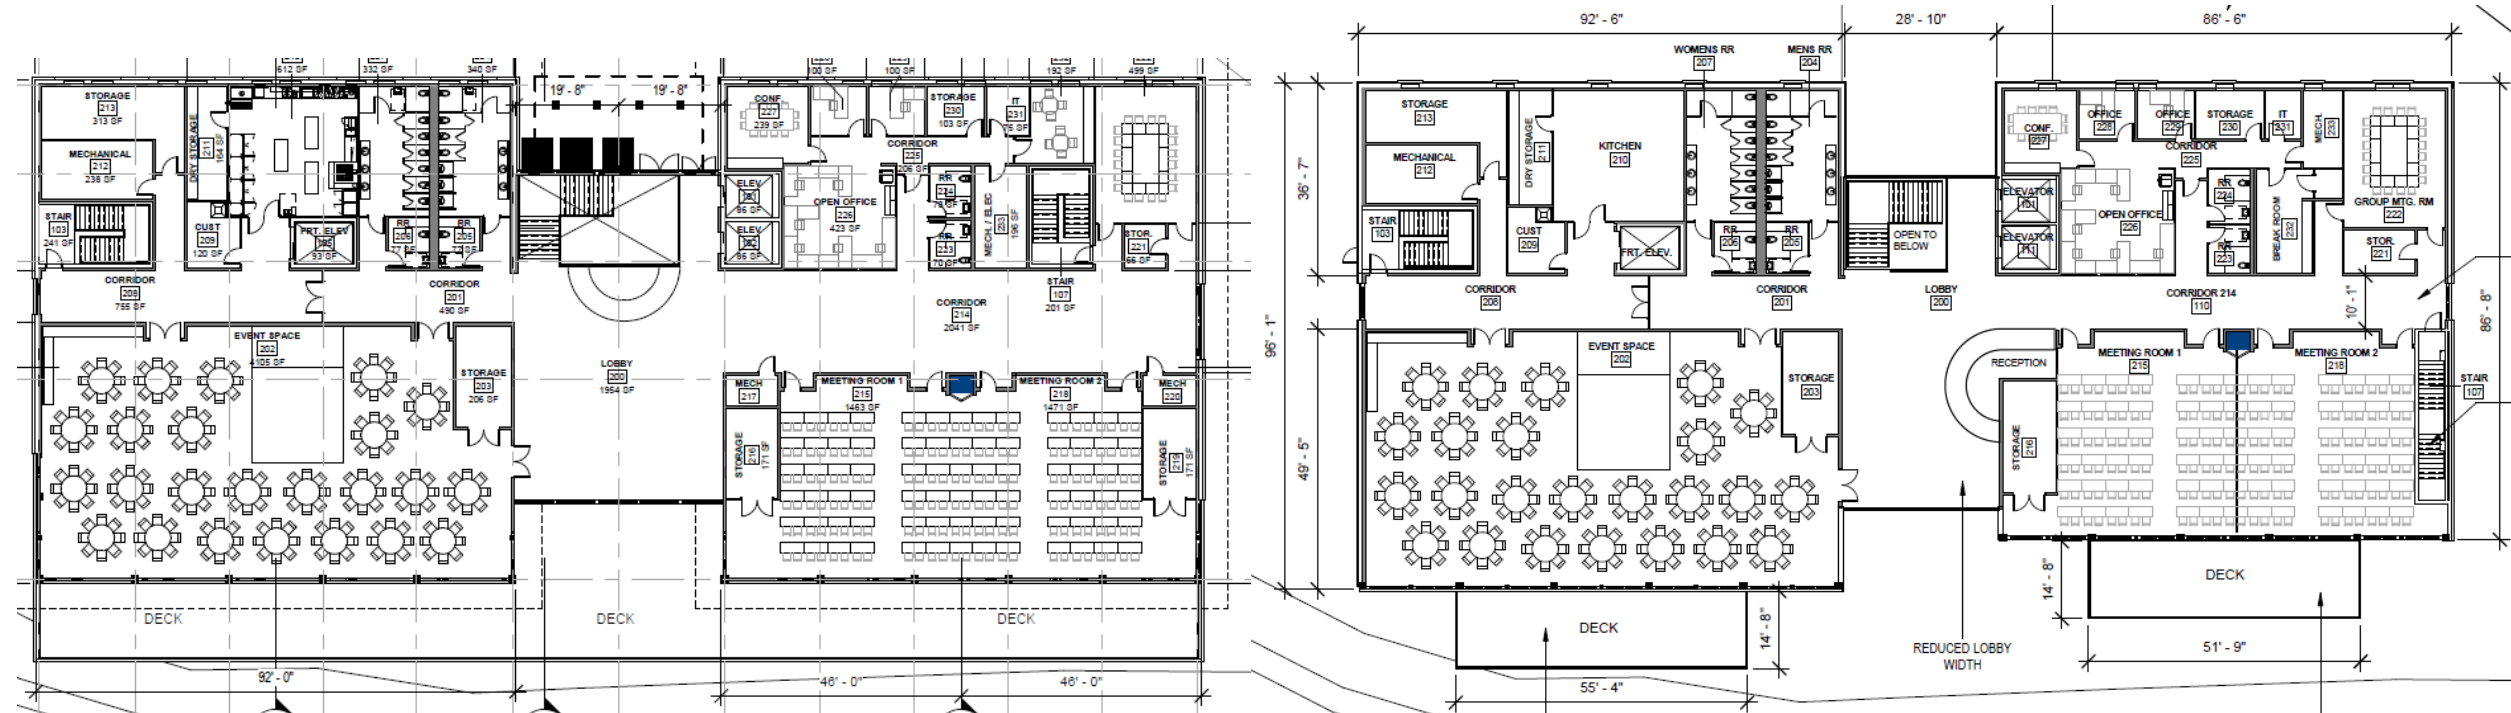 612 SF
332 SF
340 SF
STORAGE
213
313 SF
MECHANICAL
212
238 SF
STAIR
103
241 SF
DRY STORAGE
211
164 SF
CUST
209
120 SF
FRT. ELEV
93 SF
RR
206
77 SF
RR
205
CORRIDOR
208
755 SF
CORRIDOR
201
490 SF
EVENT SPACE
202
4105 SF
STORAGE
203
206 SF
19' - 8"
19' - 8"
LOBBY
200
1954 SF
100 SF
100 SF
192 SF
499 SF
CONF.
227
239 SF
STORAGE
230
103 SF
IT
231
75 SF
CORRIDOR
225
206 SF
ELEV
96 SF
ELEV
96 SF
OPEN OFFICE
226
423 SF
RR
224
RR
223
MECH. / ELEC
233
196 SF
STOR.
221
66 SF
STAIR
107
201 SF
CORRIDOR
214
2041 SF
MECH
217
MEETING ROOM 1
215
1463 SF
MEETING ROOM 2
218
1471 SF
MECH
220
STORAGE
216
171 SF
STORAGE
219
171 SF
DECK
DECK
DECK
92' - 0"
46' - 0"
46' - 0"
92' - 6"
28' - 10"
86' - 6"
WOMENS RR
207
MENS RR
204
STORAGE
213
MECHANICAL
212
STAIR
103
DRY STORAGE
211
KITCHEN
210
CUST
209
FRT. ELEV.
RR
206
RR
205
36' - 7"
96' - 1"
49' - 5"
CORRIDOR
208
CORRIDOR
201
OPEN TO
BELOW
LOBBY
200
CONF.
227
OFFICE
228
OFFICE
229
STORAGE
230
IT
231
MECH.
233
CORRIDOR
225
ELEVATOR
101
ELEVATOR
111
OPEN OFFICE
226
RR
224
RR
223
BREAK ROOM
232
GROUP MTG. RM
222
STOR.
221
CORRIDOR 214
110
10' - 1"
86' - 8"
EVENT SPACE
202
STORAGE
203
RECEPTION
MEETING ROOM 1
215
MEETING ROOM 2
218
STAIR
107
STORAGE
216
DECK
14' - 8"
55' - 4"
REDUCED LOBBY
WIDTH
DECK
14' - 8"
51' - 9"